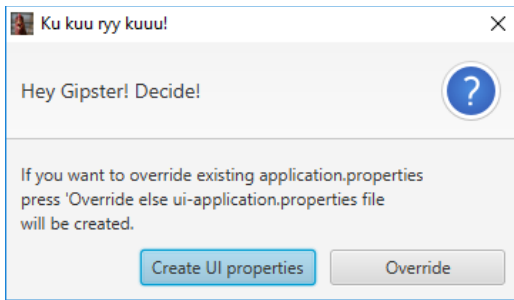 Ku kuu ryy kuuu!
Hey Gipster! Decide!
?
If you want to override existing application.properties
press 'Override else ui-application.properties file
will be created.
Create UI properties
Override